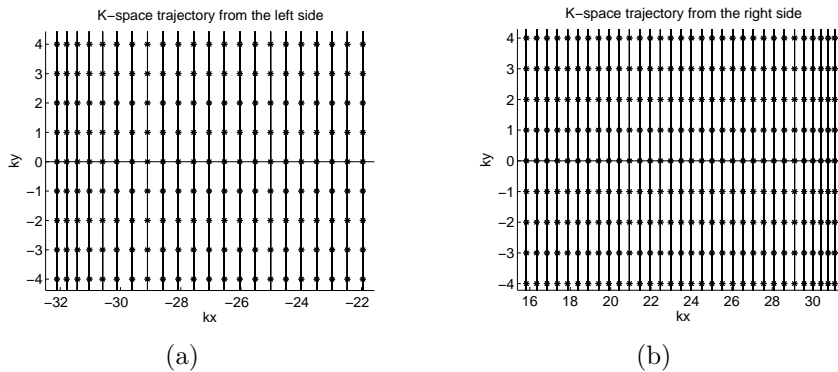 K-space trajectory from the left side
4
3
2
1
0
−1
−2
−3
−4
ky
−32 −30 −28 −26 −24 −22
kx
(a)
K-space trajectory from the right side
4
3
2
1
0
−1
−2
−3
−4
ky
16 18 20 22 24 26 28 30
kx
(b)